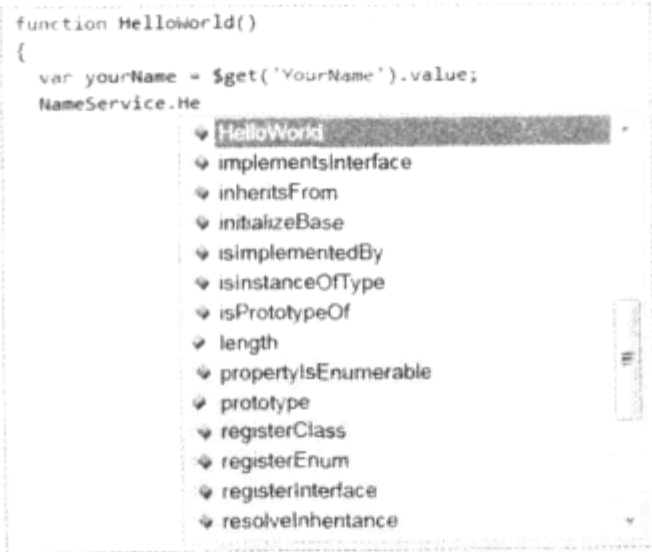 function HelloWorld()
{
var yourName = $get('YourName').value;
NameService.He
HelloWorld
implementsInterface
inheritsFrom
initializeBase
isImplementedBy
isInstanceOfType
isPrototypeOf
length
propertyIsEnumerable
prototype
registerClass
registerEnum
registerInterface
resolveInheritance